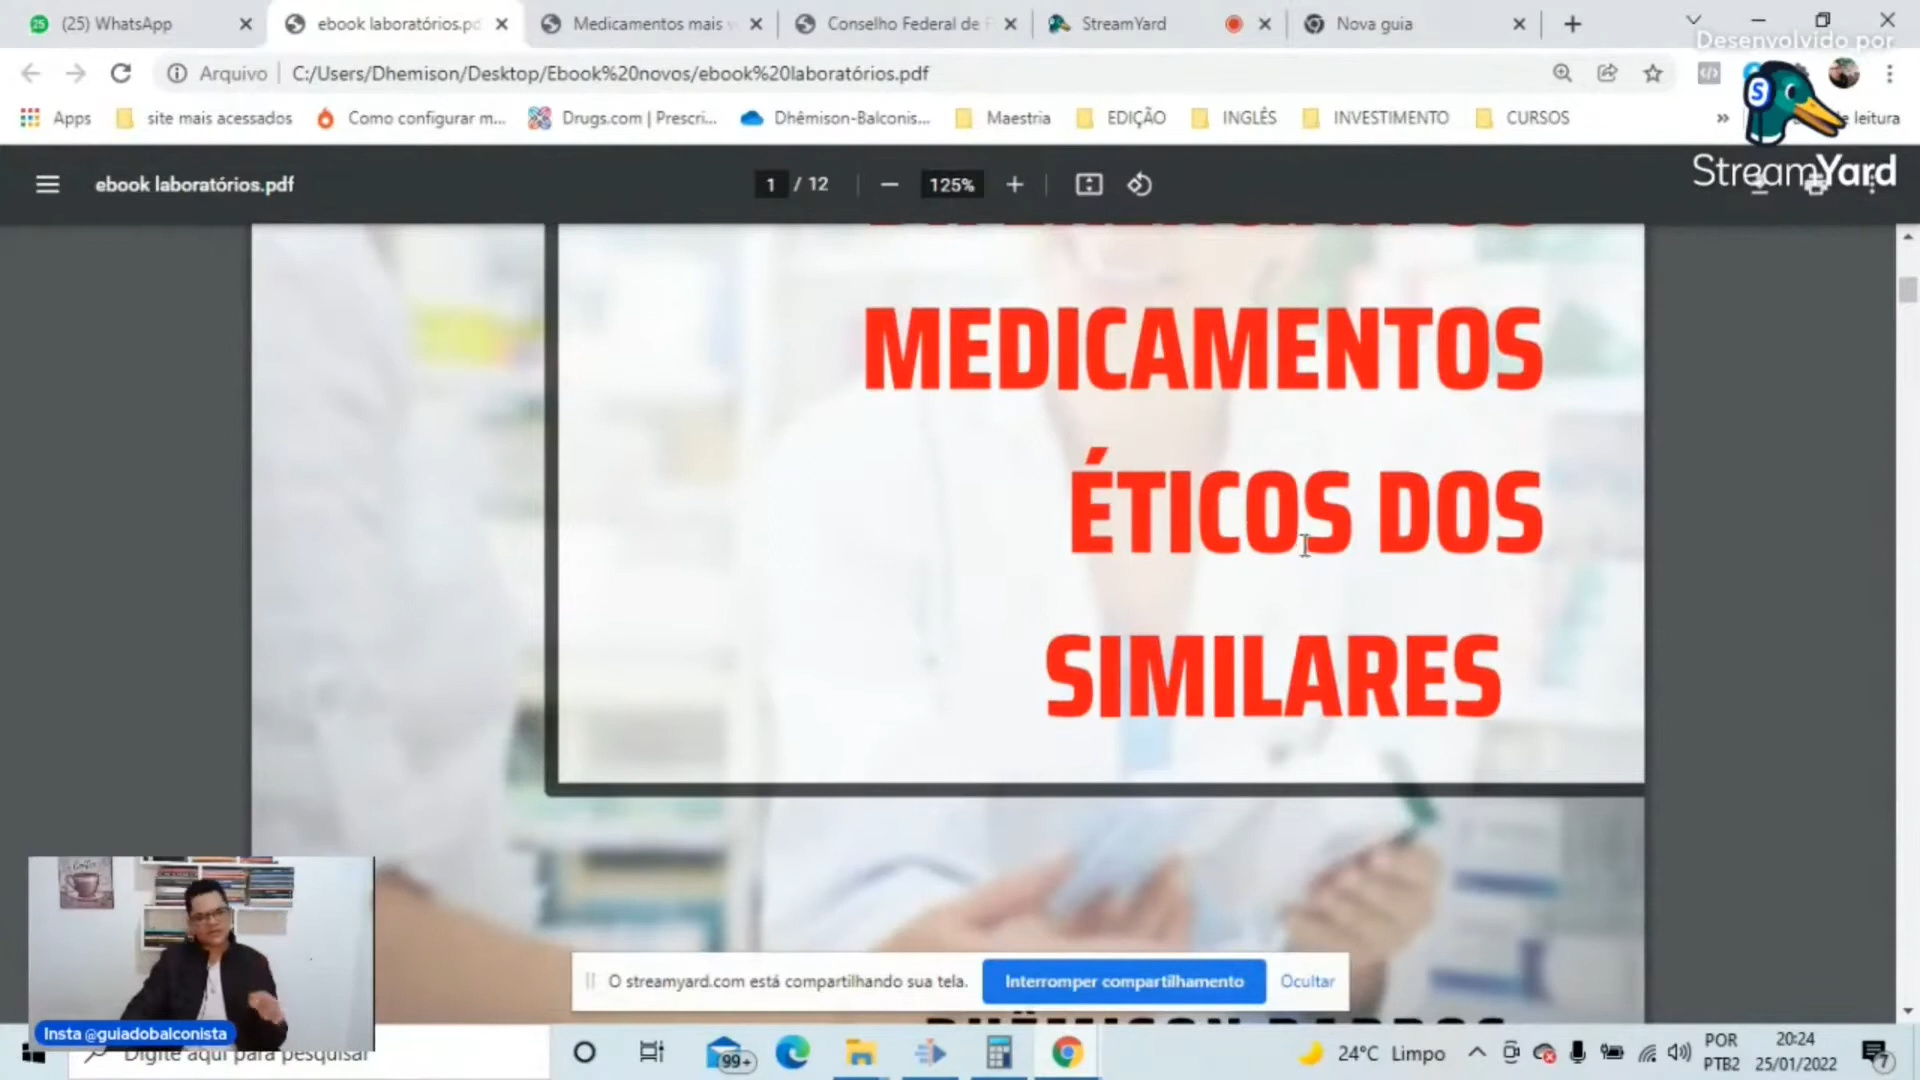 (25) WhatsApp
ebook laboratórios.pd
Medicamentos mais v
Conselho Federal de F
StreamYard
Nova guia
Desenvolvido por
Arquivo
C:/Users/Dhemison/Desktop/Ebook%20novos/ebook%20laboratórios.pdf
Apps
site mais acessados
Como configurar m...
Drugs.com | Prescri...
Dhêmison-Balconis...
Maestria
EDIÇÃO
INGLÊS
INVESTIMENTO
CURSOS
»
de leitura
StreamYard
ebook laboratórios.pdf
1 / 12
125%
MEDICAMENTOS
ÉTICOS DOS
SIMILARES
O streamyard.com está compartilhando sua tela.
Interromper compartilhamento
Ocultar
Insta @guiadobalconista
Digite aqui para pesquisar
99+
24°C Limpo
POR
PTB2
20:24
25/01/2022
7